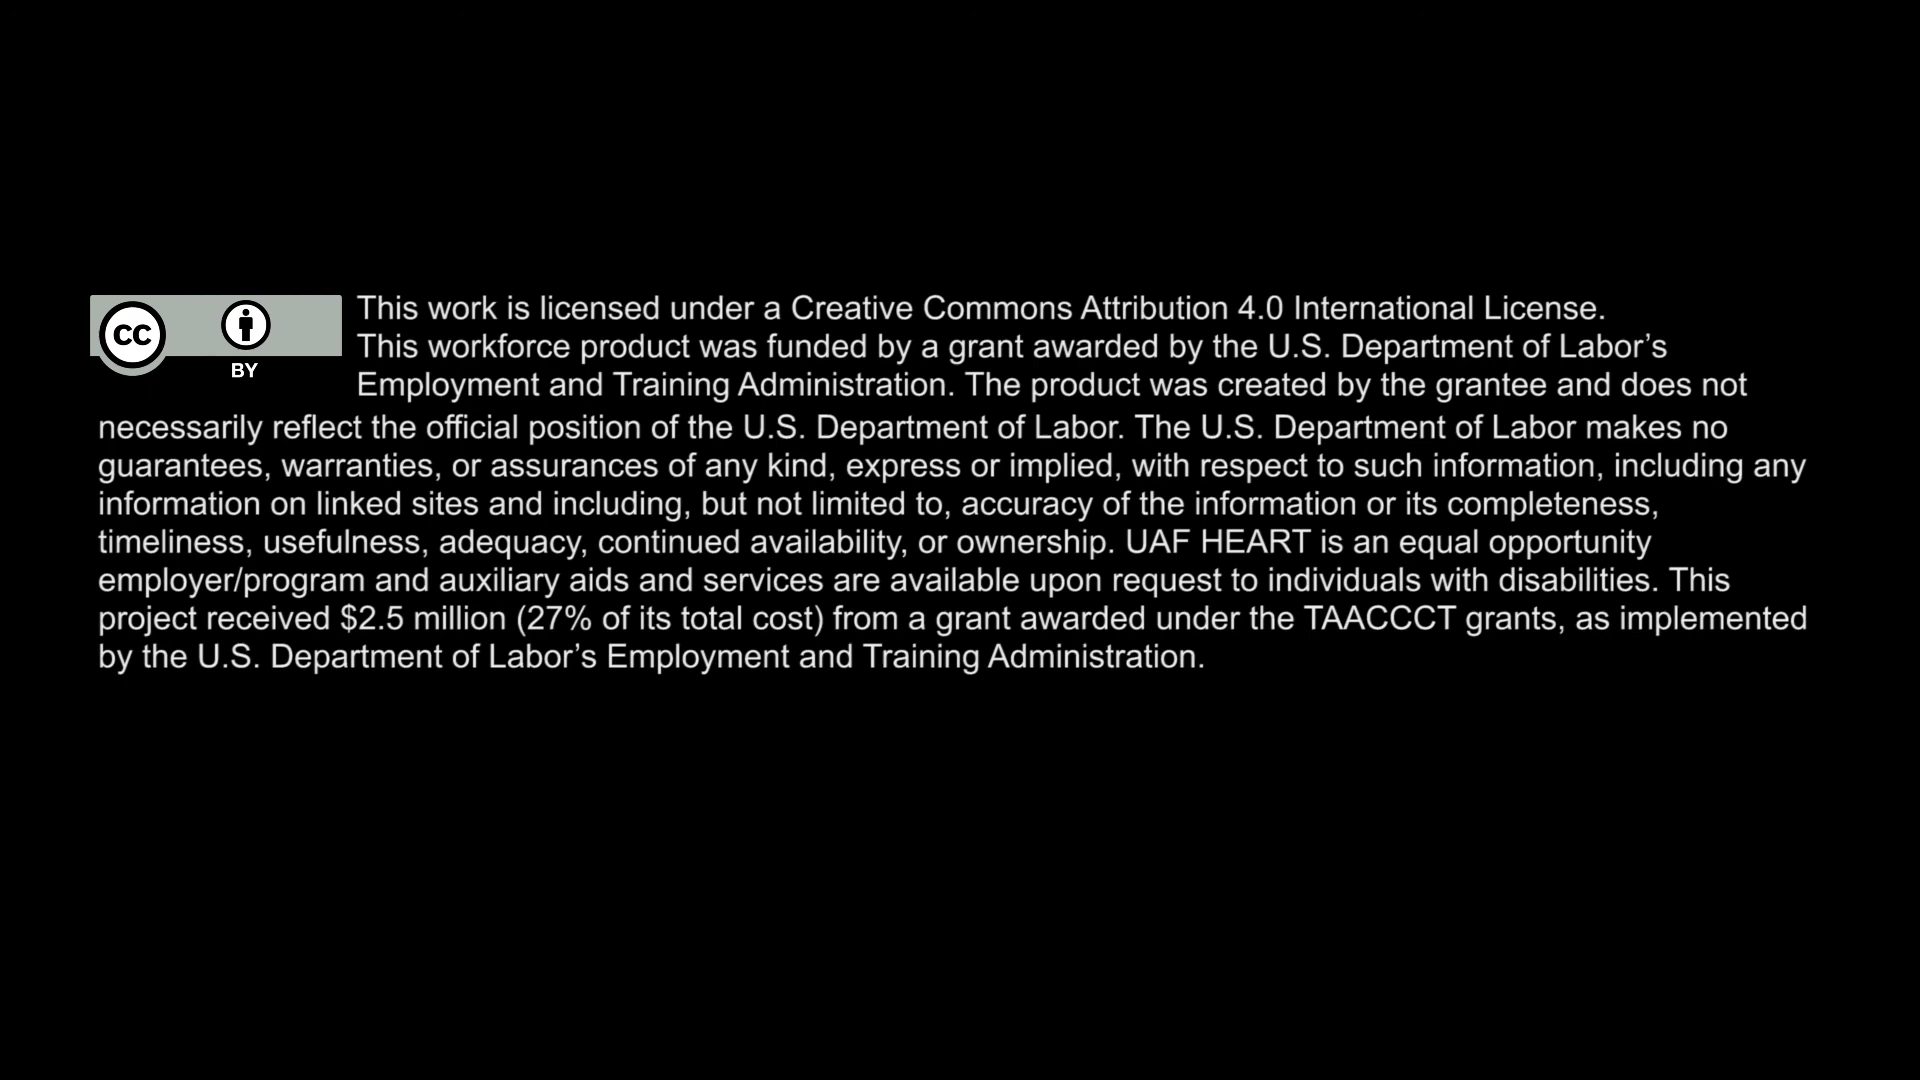 cc
BY
This work is licensed under a Creative Commons Attribution 4.0 International License.
This workforce product was funded by a grant awarded by the U.S. Department of Labor’s
Employment and Training Administration. The product was created by the grantee and does not
necessarily reflect the official position of the U.S. Department of Labor. The U.S. Department of Labor makes no
guarantees, warranties, or assurances of any kind, express or implied, with respect to such information, including any
information on linked sites and including, but not limited to, accuracy of the information or its completeness,
timeliness, usefulness, adequacy, continued availability, or ownership. UAF HEART is an equal opportunity
employer/program and auxiliary aids and services are available upon request to individuals with disabilities. This
project received $2.5 million (27% of its total cost) from a grant awarded under the TAACCCT grants, as implemented
by the U.S. Department of Labor’s Employment and Training Administration.